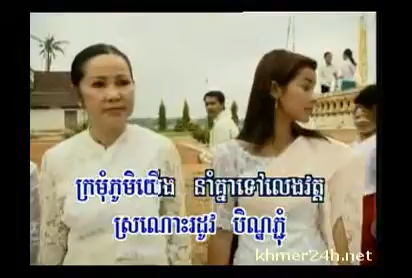 ក្រមុំភូមិយើង នាំគ្នាទៅលេងវត្ត
ស្រណោះរដូវ បិណ្ឌភ្ជុំ
khmer24h.net